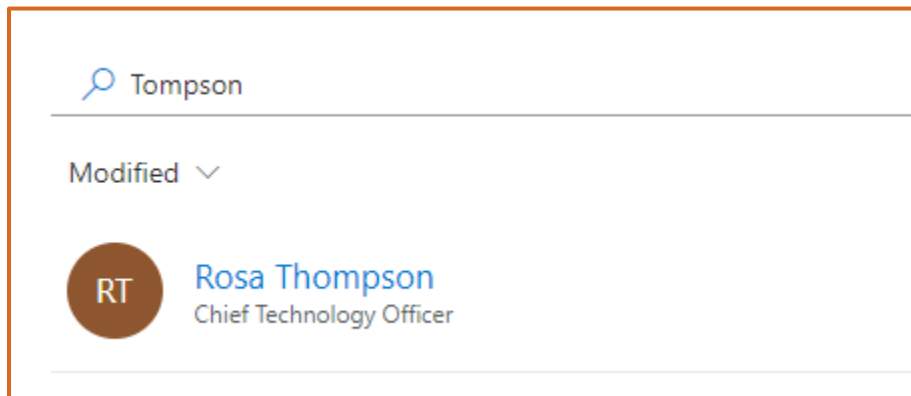 Tompson
Modified
RT
Rosa Thompson
Chief Technology Officer